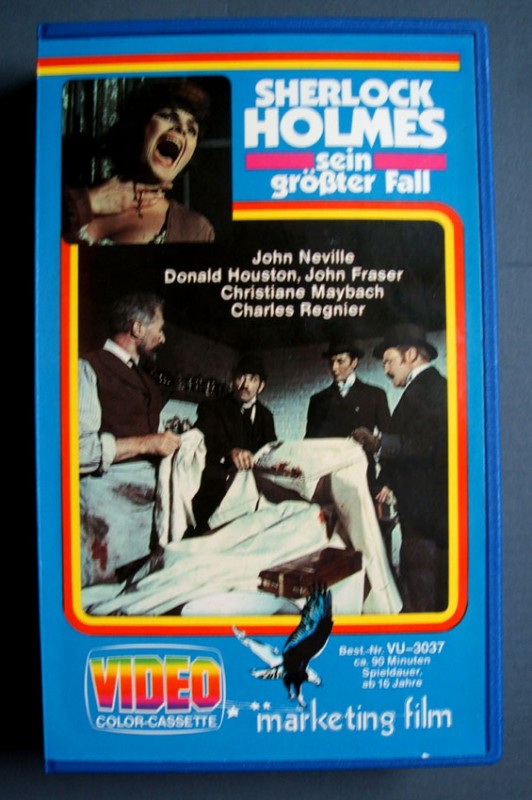 SHERLOCK
HOLMES
sein
größter Fall
John Neville
Donald Houston, John Fraser
Christiane Maybach
Charles Regnier
Best.-Nr. VU-3037
ca. 90 Minuten
Spieldauer,
ab 16 Jahre
VIDEO
COLOR-CASSETTE
marketing film